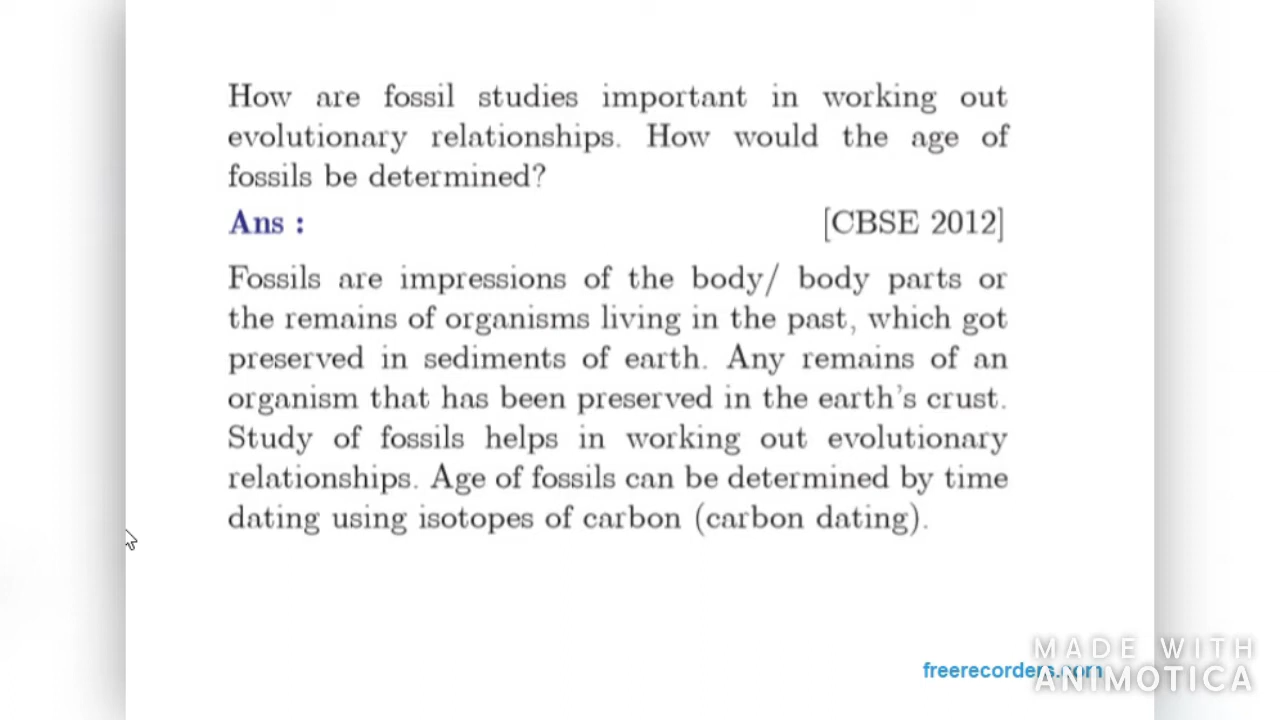 How are fossil studies important in working out
evolutionary relationships. How would the age of
fossils be determined?
Ans :
[CBSE 2012]
Fossils are impressions of the body/ body parts or
the remains of organisms living in the past, which got
preserved in sediments of earth. Any remains of an
organism that has been preserved in the earth's crust.
Study of fossils helps in working out evolutionary
relationships. Age of fossils can be determined by time
dating using isotopes of carbon (carbon dating).
MADE WITH
freerecorders.com
ANIMOTICA